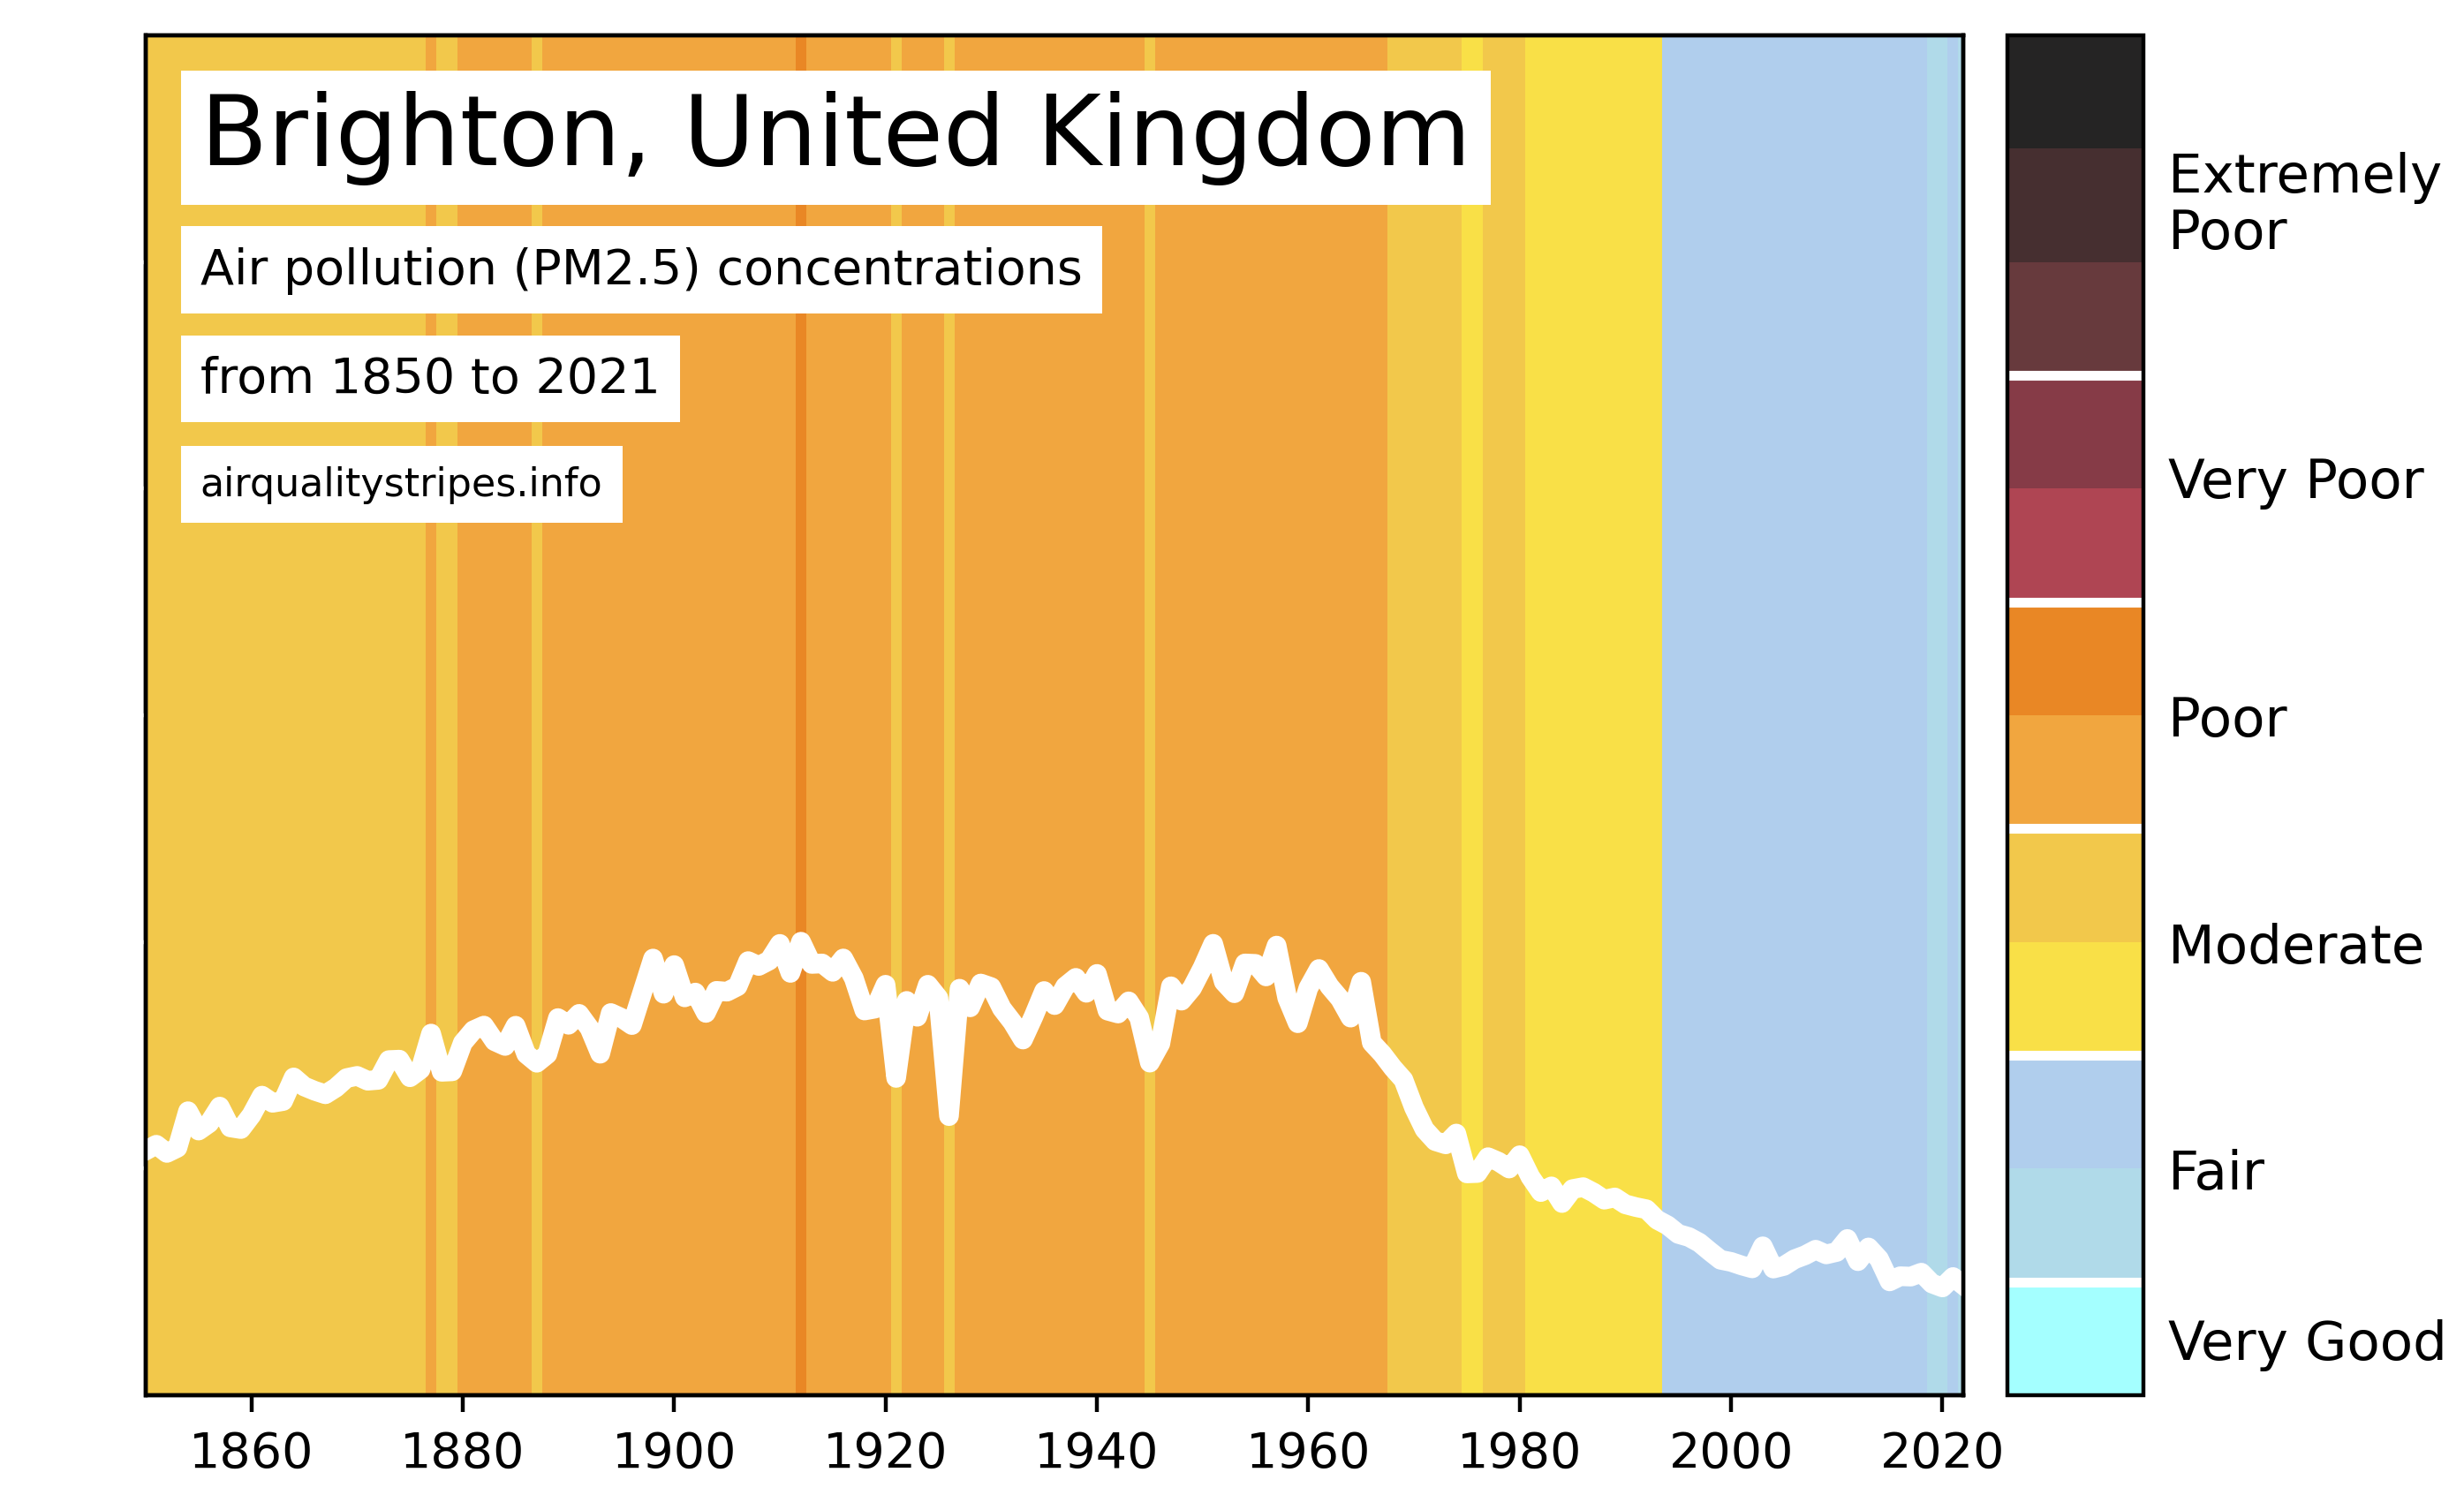 Brighton, United Kingdom
Air pollution (PM2.5) concentrations
from 1850 to 2021
airqualitystripes.info
Extremely
Poor
Very Poor
Poor
Moderate
Fair
Very Good
1860 1880 1900 1920 1940 1960 1980 2000 2020